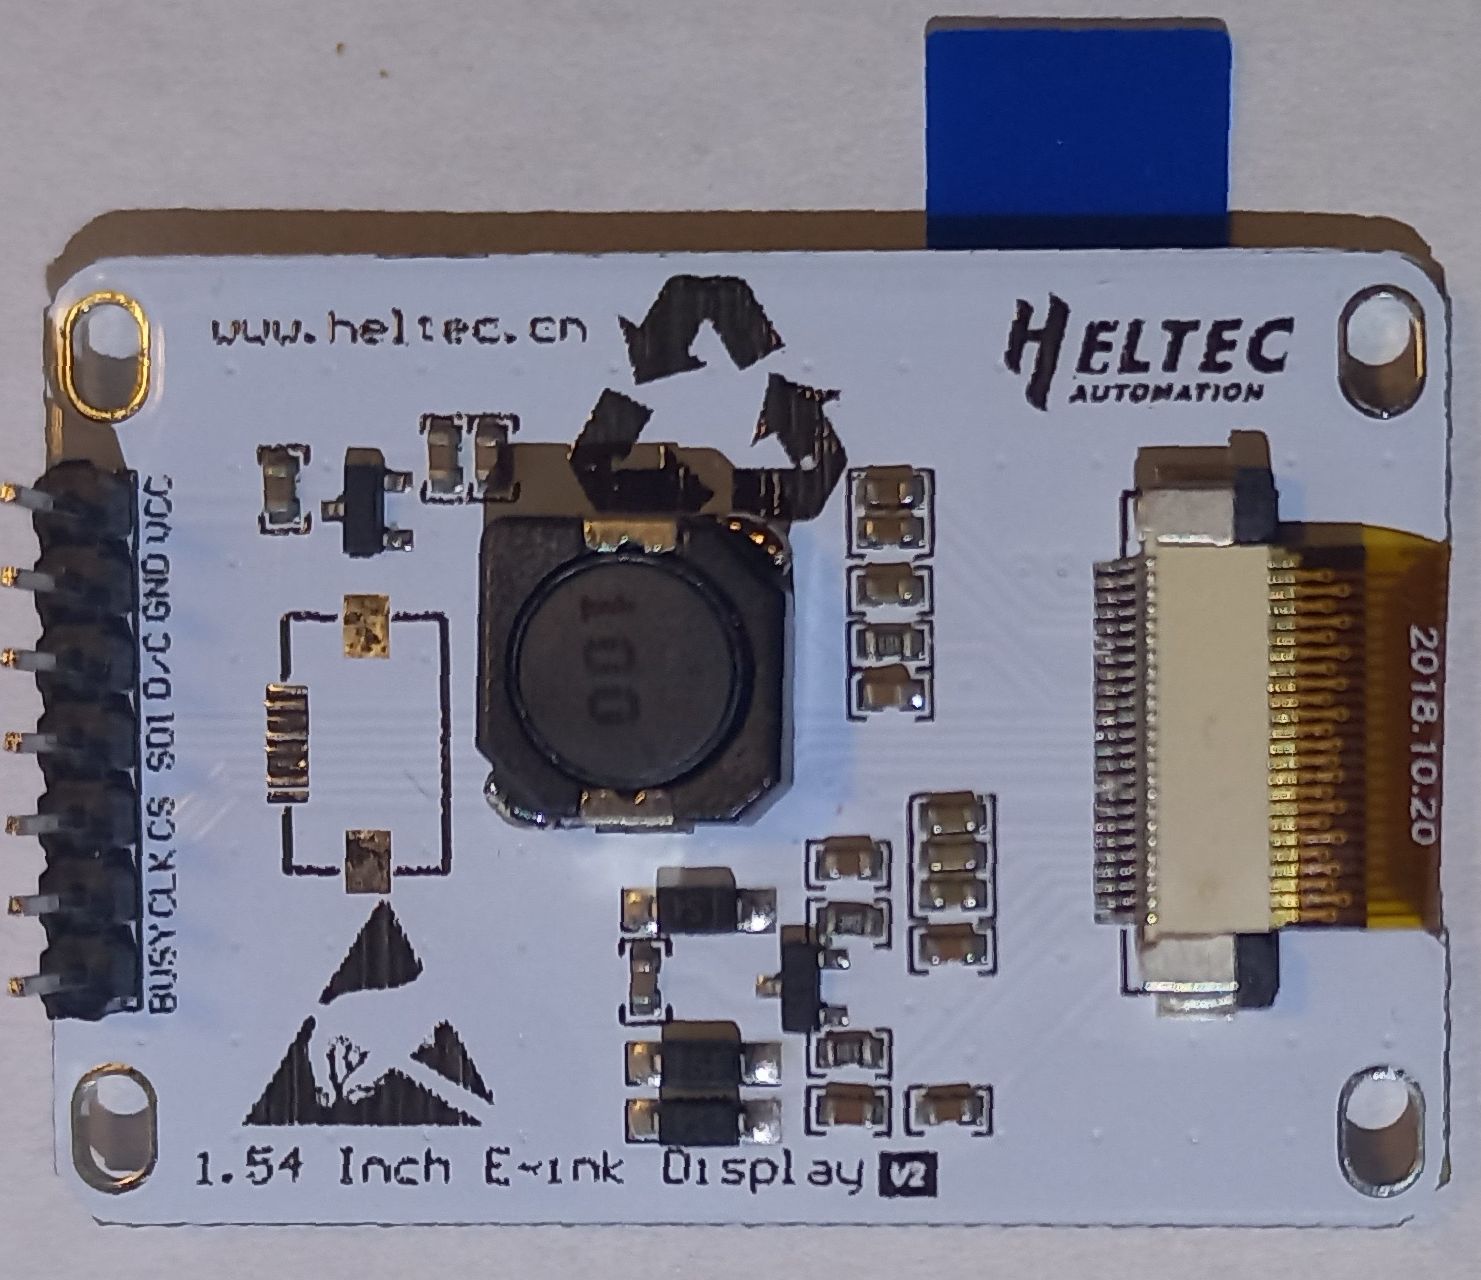 www.heltec.cn
HELTEC
AUTOMATION
VCC
GND
D/C
SDI
CS
CLK
BUSY
100
2018.10.20
1.54 Inch E-ink Display V2